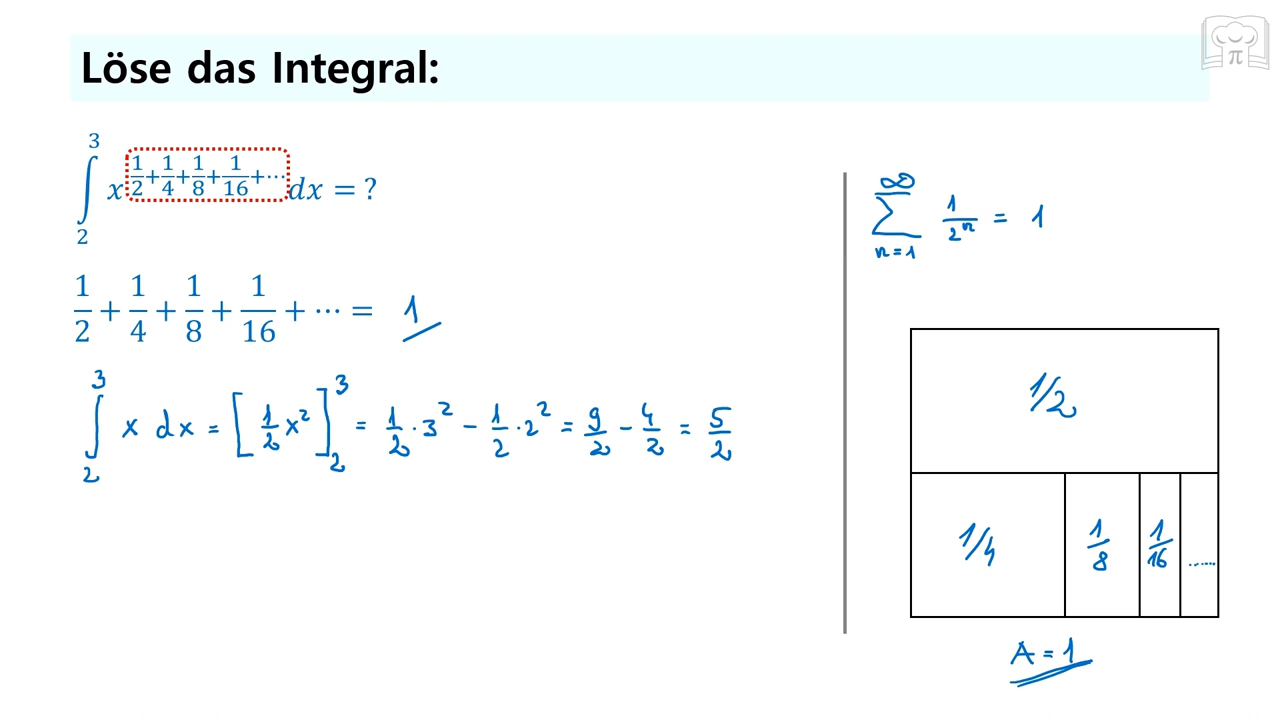 Löse das Integral:
∫₂³ x^(1/2+1/4+1/8+1/16+⋯) dx = ?
1/2 + 1/4 + 1/8 + 1/16 + ⋯ = 1
∫₂³ x dx = [1/2 x²]₂³ = 1/2 · 3² − 1/2 · 2² = 9/2 − 4/2 = 5/2
∑_(n=1)^∞ 1/2ⁿ = 1
1/2
1/4 1/8 1/16 ......
A = 1
π